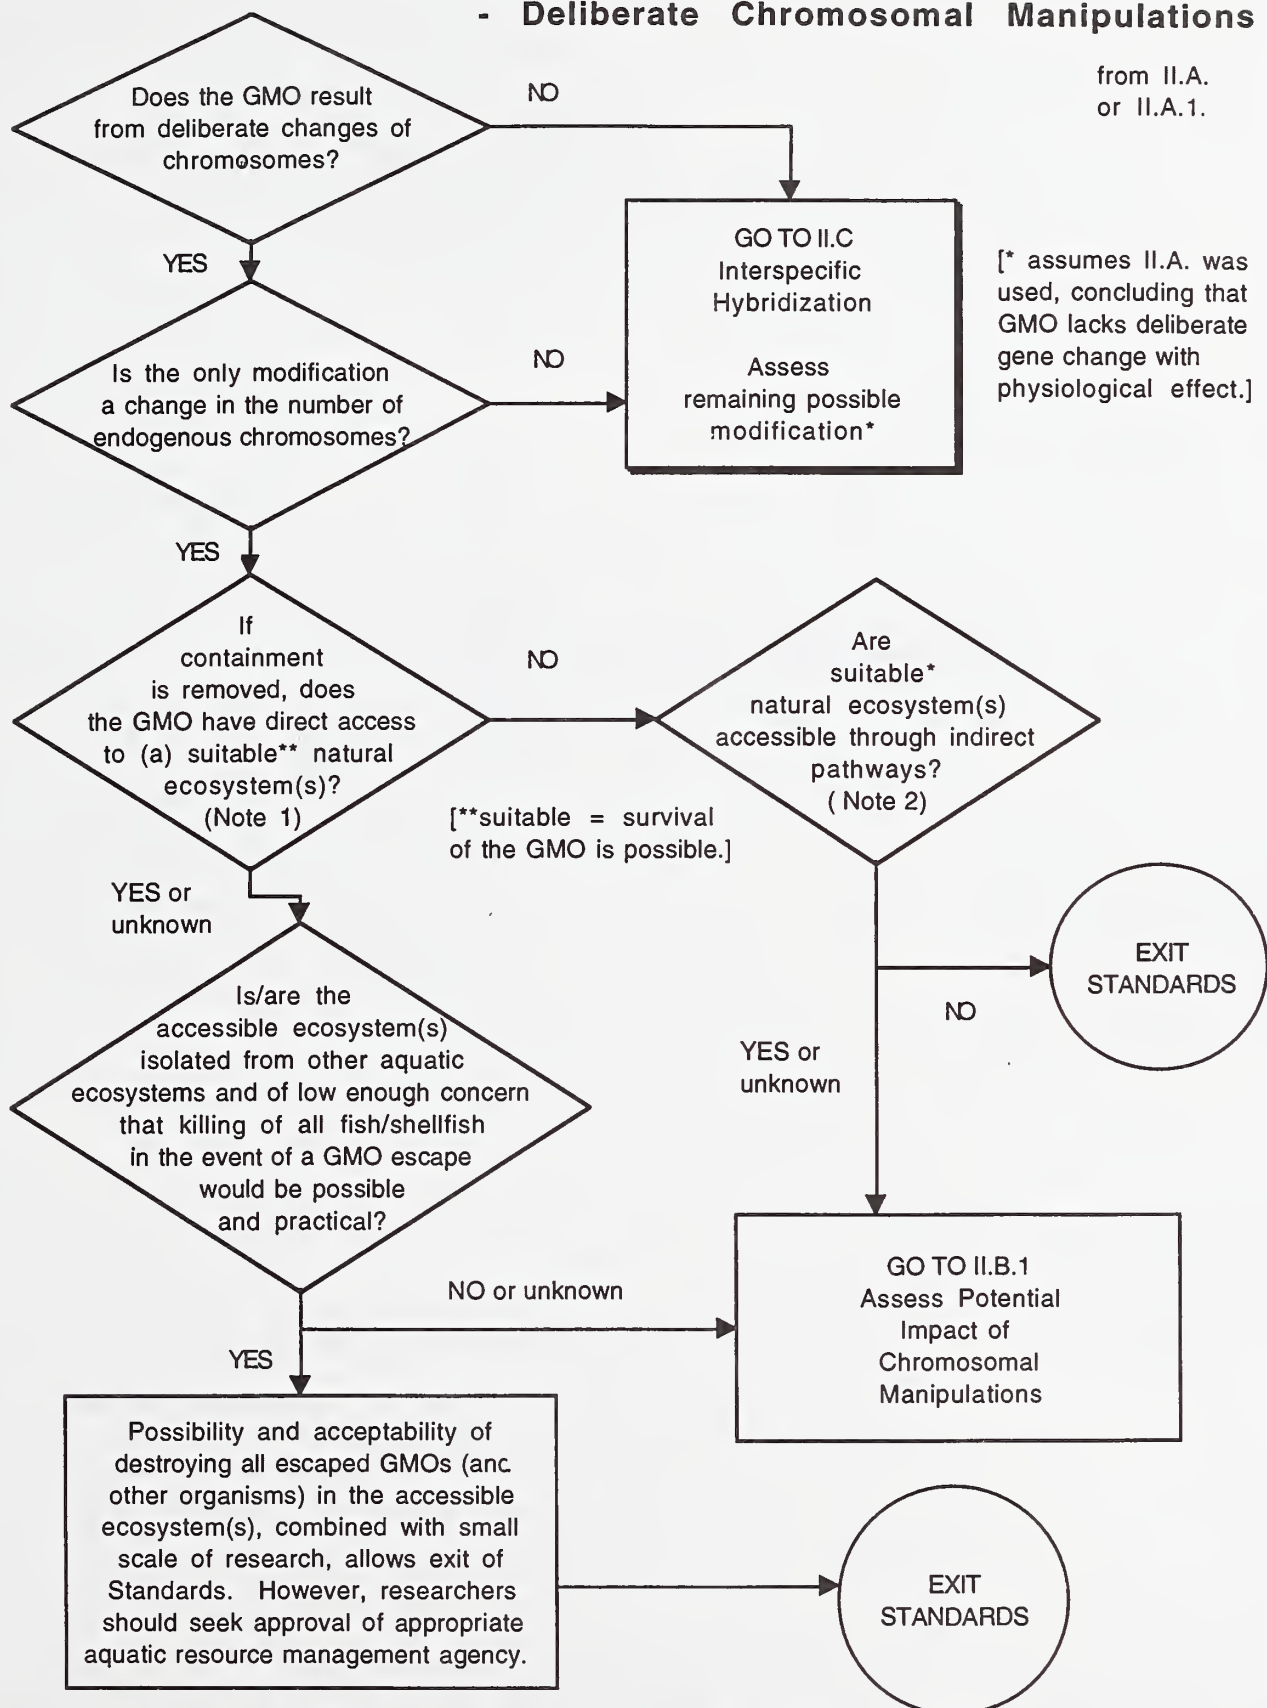 - Deliberate Chromosomal Manipulations
from II.A.
or II.A.1.
Does the GMO result
from deliberate changes of
chromosomes?
NO
YES
GO TO II.C
Interspecific
Hybridization
Assess
remaining possible
modification*
[* assumes II.A. was
used, concluding that
GMO lacks deliberate
gene change with
physiological effect.]
Is the only modification
a change in the number of
endogenous chromosomes?
NO
YES
If
containment
is removed, does
the GMO have direct access
to (a) suitable** natural
ecosystem(s)?
(Note 1)
NO
[**suitable = survival
of the GMO is possible.]
Are
suitable*
natural ecosystem(s)
accessible through indirect
pathways?
( Note 2)
YES or
unknown
EXIT
STANDARDS
NO
YES or
unknown
Is/are the
accessible ecosystem(s)
isolated from other aquatic
ecosystems and of low enough concern
that killing of all fish/shellfish
in the event of a GMO escape
would be possible
and practical?
NO or unknown
YES
GO TO II.B.1
Assess Potential
Impact of
Chromosomal
Manipulations
Possibility and acceptability of
destroying all escaped GMOs (and
other organisms) in the accessible
ecosystem(s), combined with small
scale of research, allows exit of
Standards. However, researchers
should seek approval of appropriate
aquatic resource management agency.
EXIT
STANDARDS